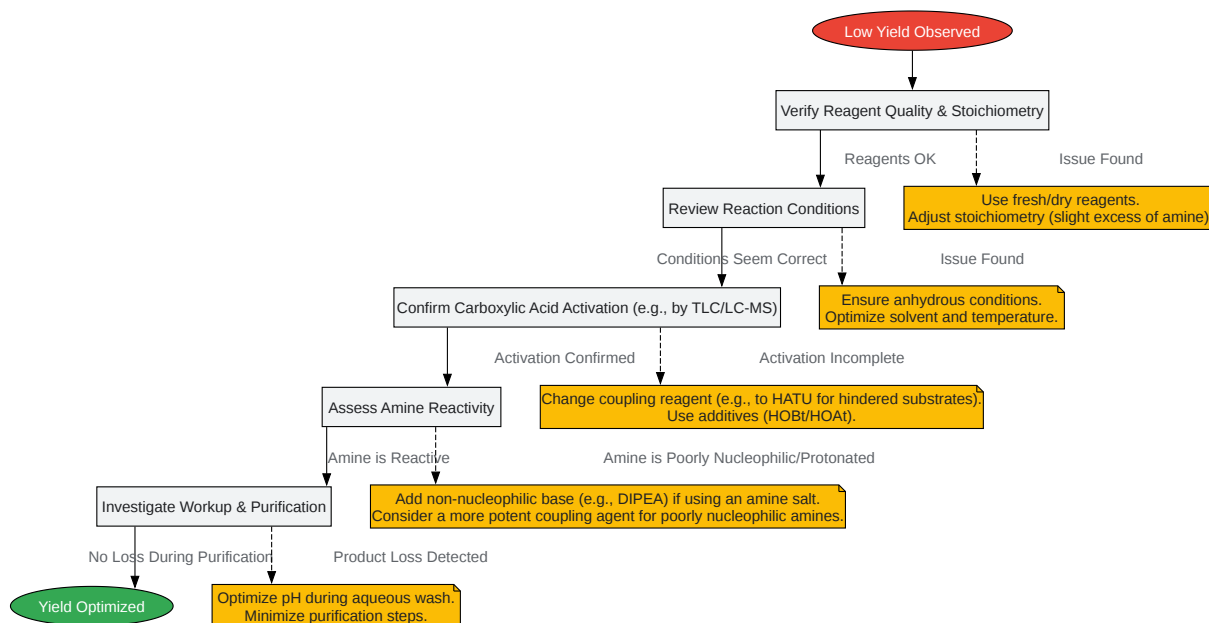 Low Yield Observed
Verify Reagent Quality & Stoichiometry
Reagents OK
Issue Found
Use fresh/dry reagents.
Adjust stoichiometry (slight excess of amine)
Review Reaction Conditions
Conditions Seem Correct
Issue Found
Ensure anhydrous conditions.
Optimize solvent and temperature.
Confirm Carboxylic Acid Activation (e.g., by TLC/LC-MS)
Activation Confirmed
Activation Incomplete
Change coupling reagent (e.g., to HATU for hindered substrates).
Use additives (HOBt/HOAt).
Assess Amine Reactivity
Amine is Reactive
Amine is Poorly Nucleophilic/Protonated
Add non-nucleophilic base (e.g., DIPEA) if using an amine salt.
Consider a more potent coupling agent for poorly nucleophilic amines.
Investigate Workup & Purification
No Loss During Purification
Product Loss Detected
Yield Optimized
Optimize pH during aqueous wash.
Minimize purification steps.